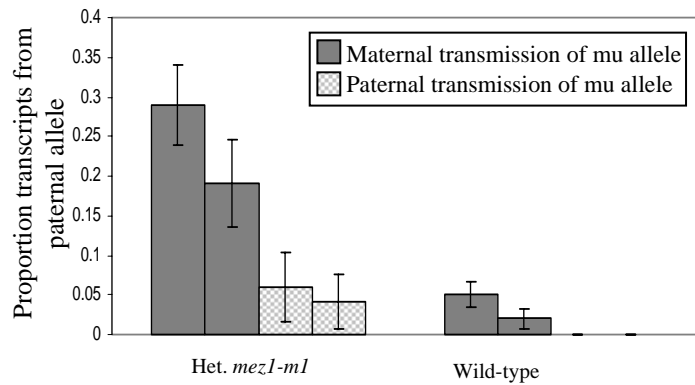 Proportion transcripts from
paternal allele
0.4
0.35
0.3
0.25
0.2
0.15
0.1
0.05
0
Maternal transmission of mu allele
Paternal transmission of mu allele
Het. mez1-m1
Wild-type